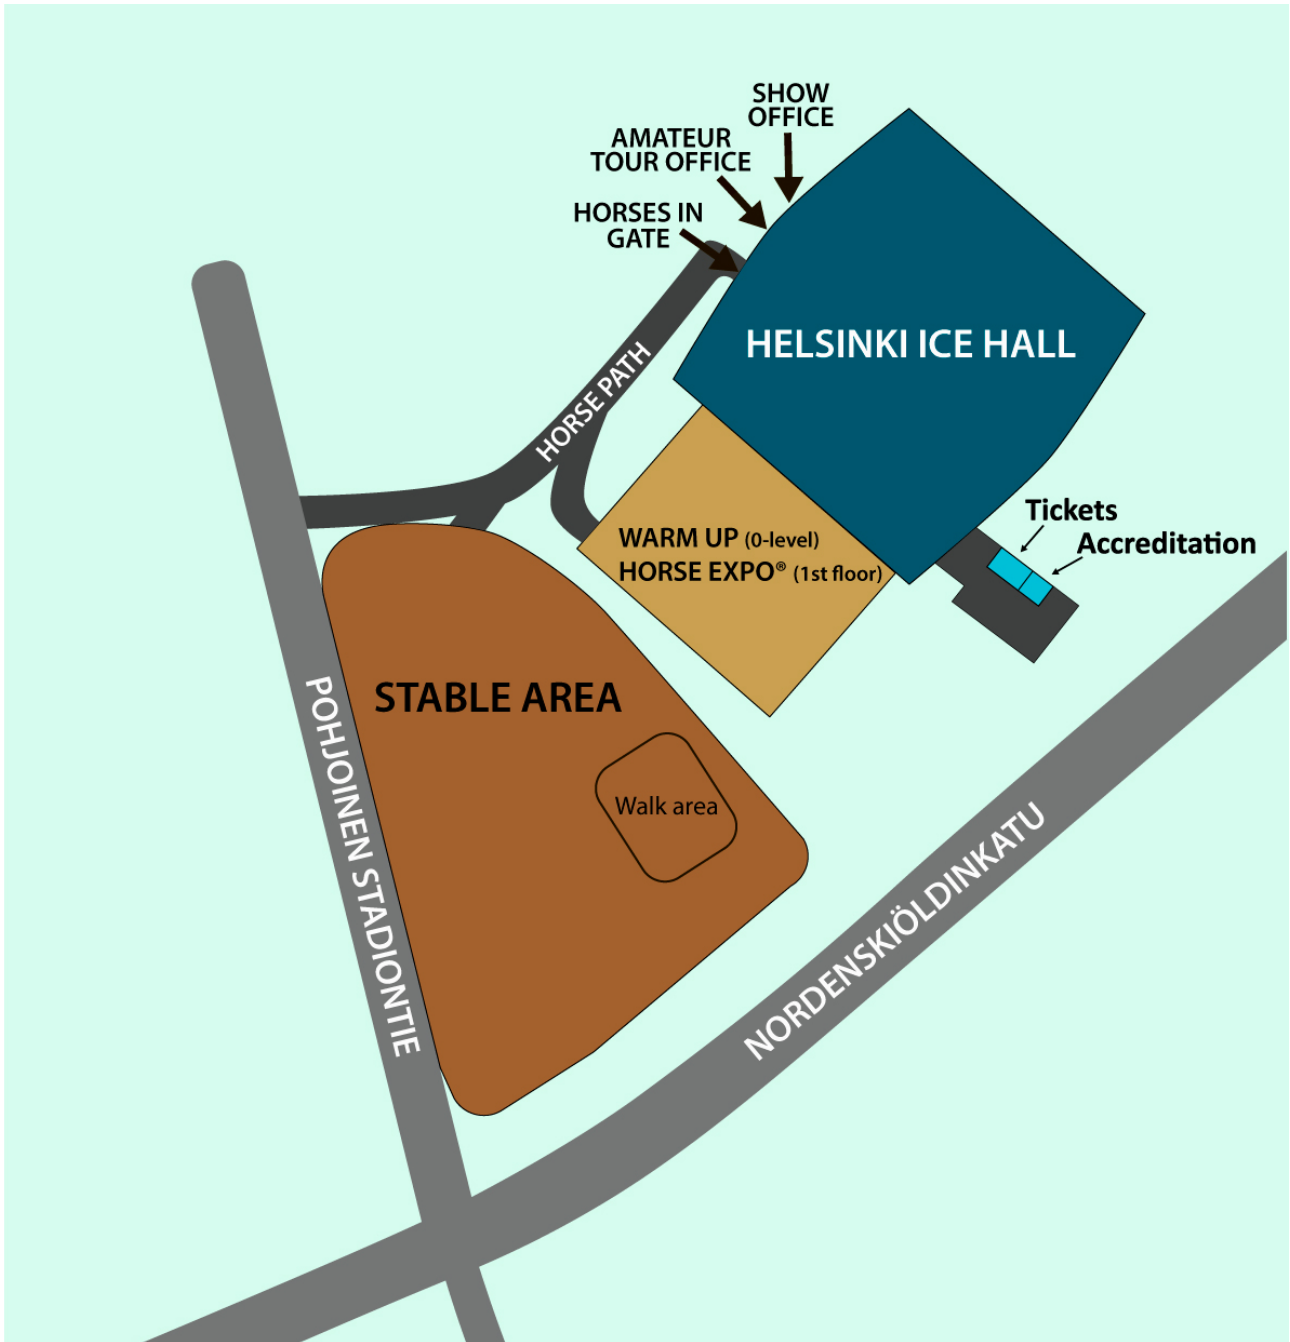 SHOW
OFFICE
AMATEUR
TOUR OFFICE
HORSES IN
GATE
HELSINKI ICE HALL
HORSE PATH
Tickets
Accreditation
WARM UP (0-level)
HORSE EXPO® (1st floor)
STABLE AREA
Walk area
POHJOINEN STADIONTIE
NORDENSKIÖLDINKATU